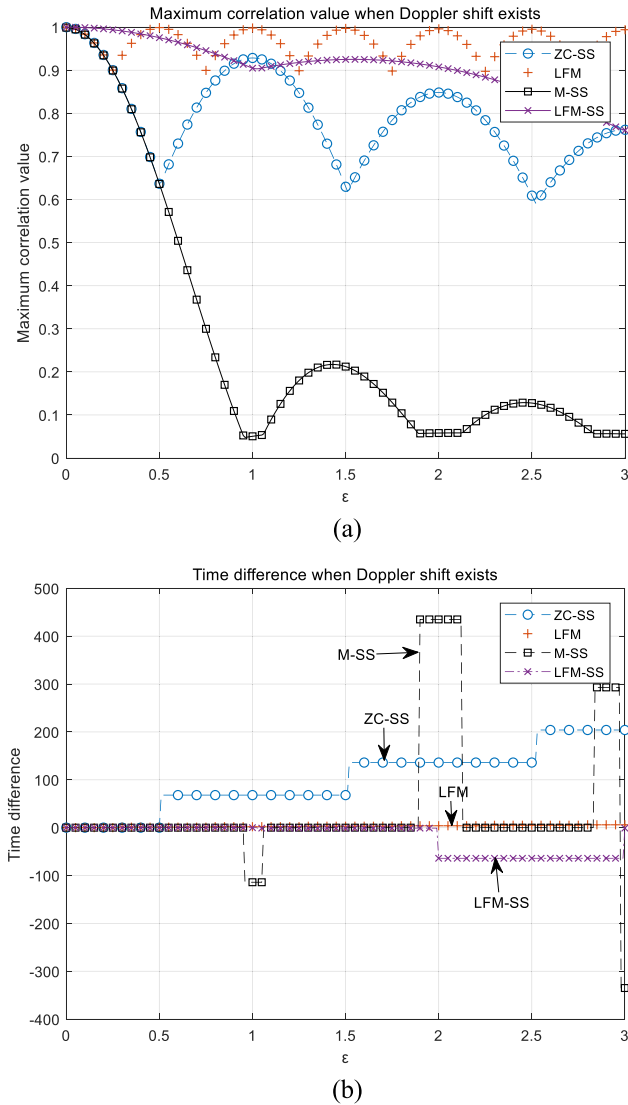 Maximum correlation value when Doppler shift exists
1
0.9
0.8
0.7
0.6
0.5
0.4
0.3
0.2
0.1
0
Maximum correlation value
ZC-SS
LFM
M-SS
LFM-SS
0 0.5 1 1.5 2 2.5 3
ε
(a)
Time difference when Doppler shift exists
500
400
300
200
100
0
-100
-200
-300
-400
Time difference
ZC-SS
LFM
M-SS
LFM-SS
M-SS
ZC-SS
LFM
LFM-SS
0 0.5 1 1.5 2 2.5 3
ε
(b)